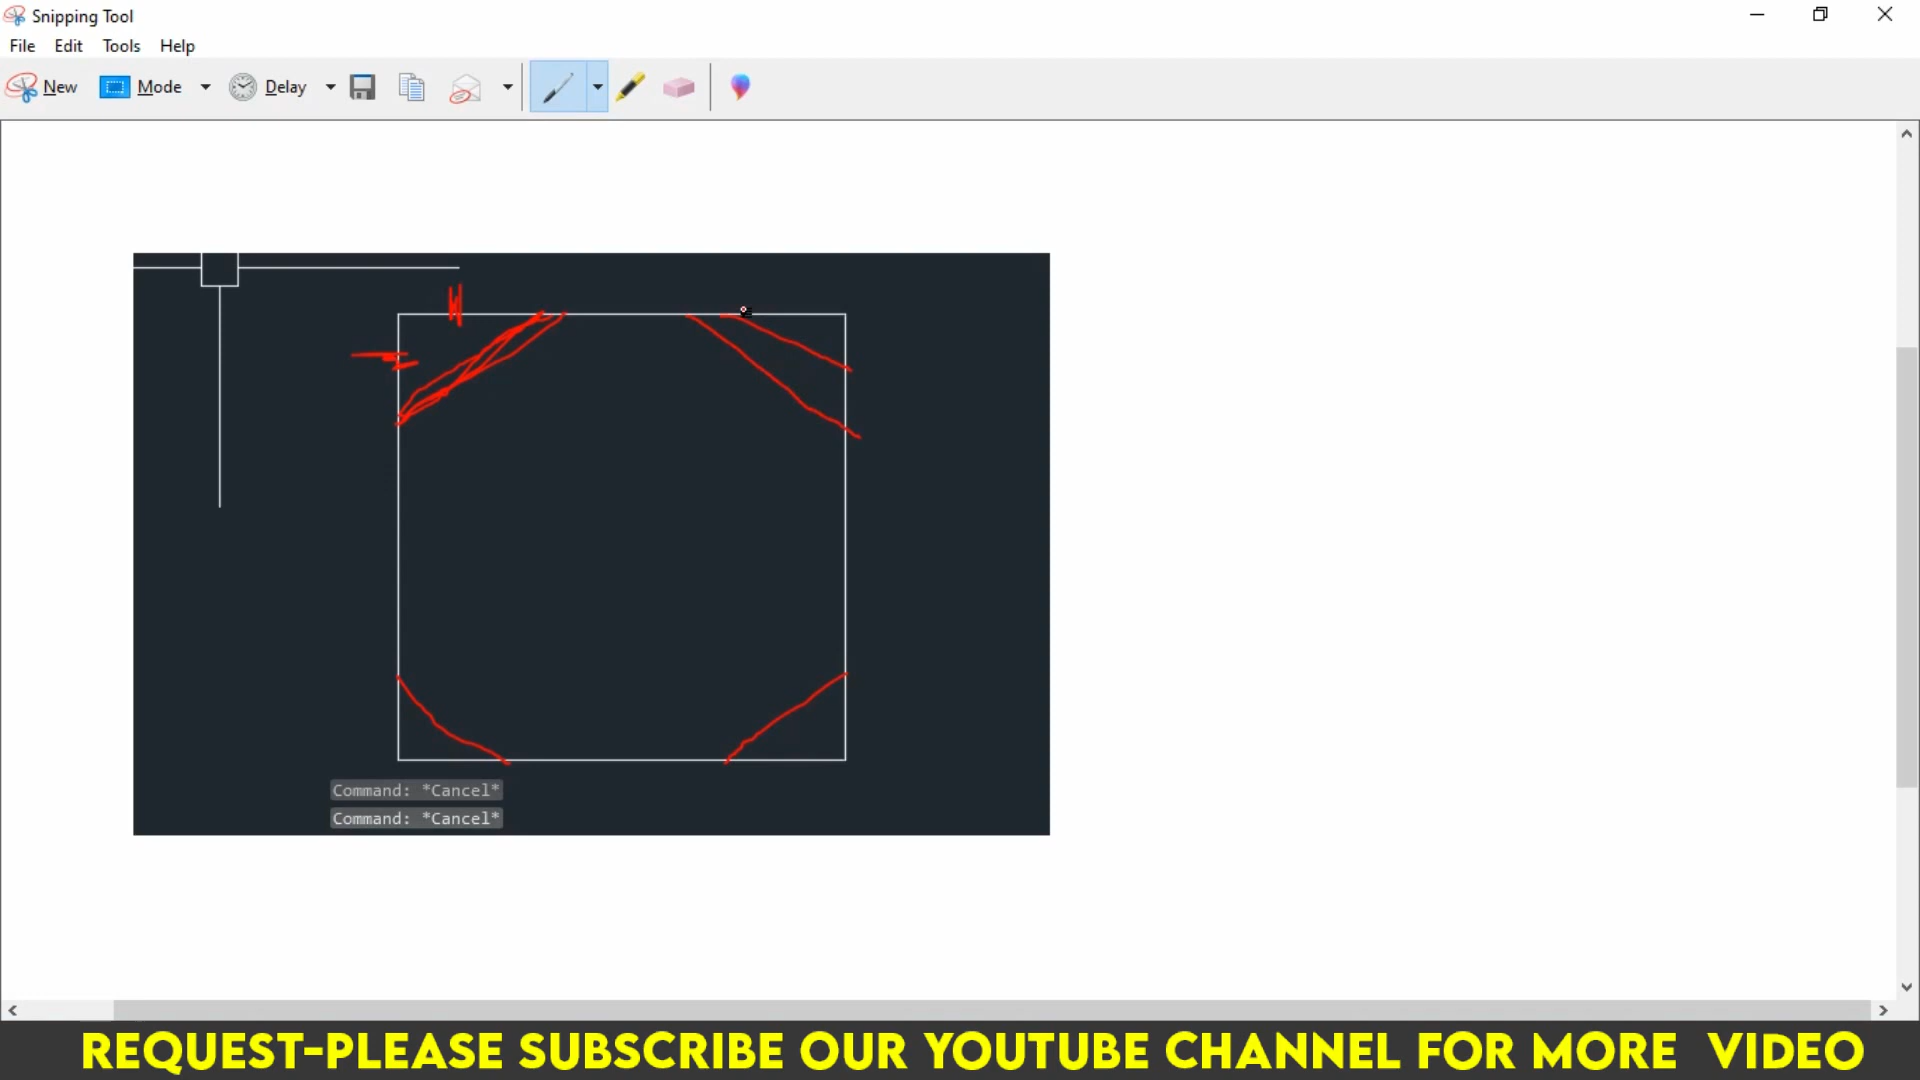 Snipping Tool
File Edit Tools Help
New Mode Delay
Command: *Cancel*
Command: *Cancel*
REQUEST-PLEASE SUBSCRIBE OUR YOUTUBE CHANNEL FOR MORE VIDEO